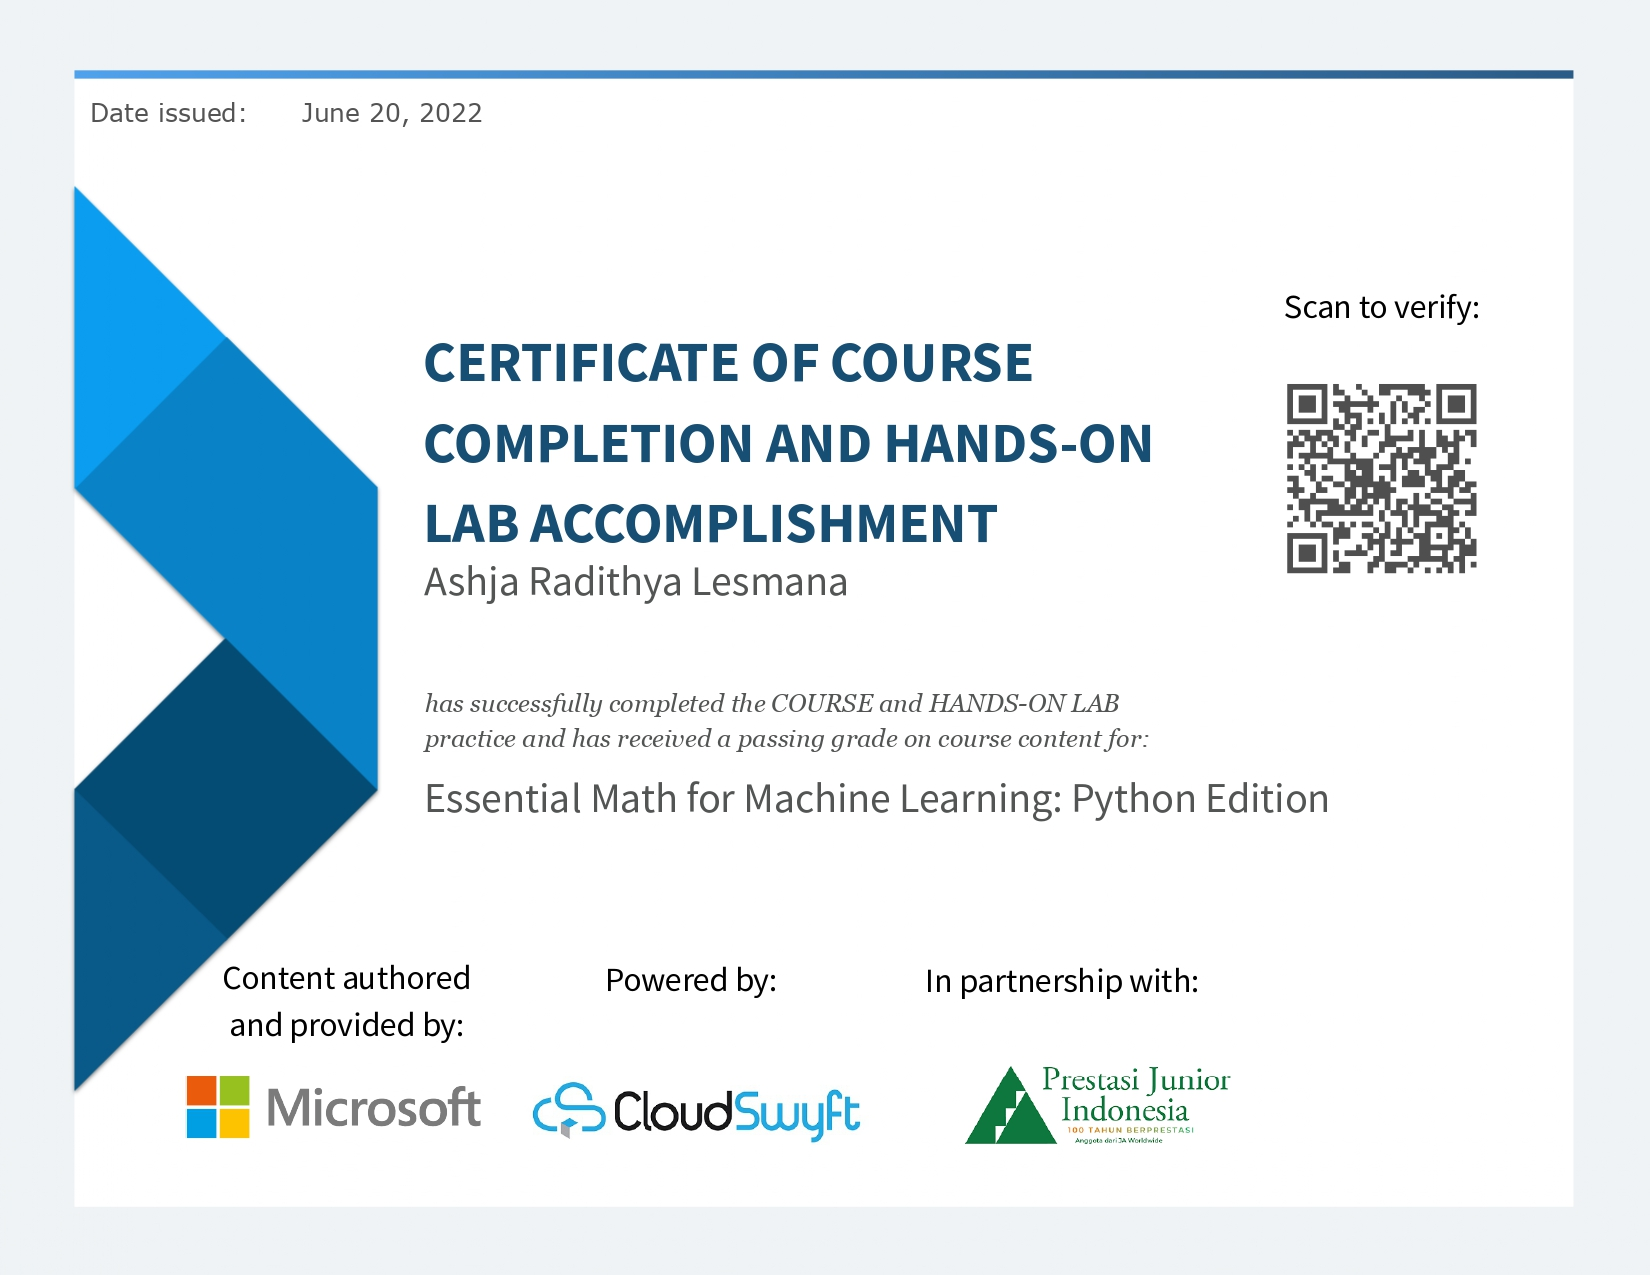 Date issued: June 20, 2022
Scan to verify:
CERTIFICATE OF COURSE
COMPLETION AND HANDS-ON
LAB ACCOMPLISHMENT
Ashja Radithya Lesmana
has successfully completed the COURSE and HANDS-ON LAB
practice and has received a passing grade on course content for:
Essential Math for Machine Learning: Python Edition
Content authored
and provided by:
Microsoft
Powered by:
CloudSwyft
In partnership with:
Prestasi Junior
Indonesia
100 TAHUN BERPRESTASI
Anggota dari JA Worldwide